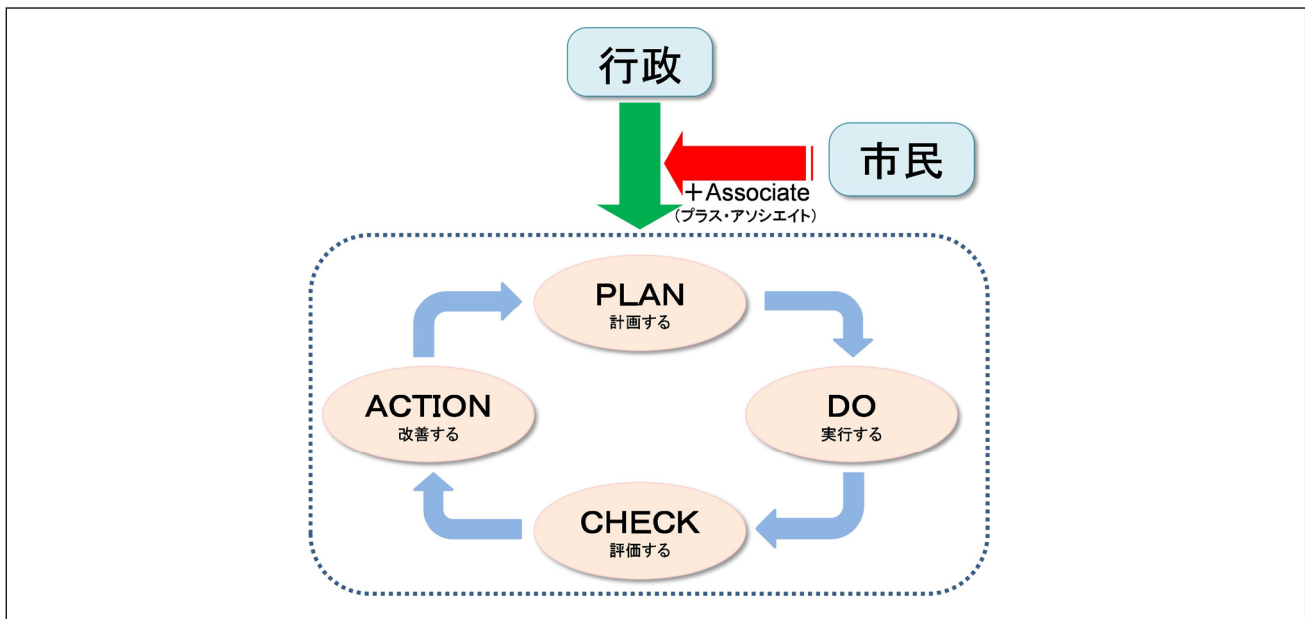 行政
市民
＋Associate
（プラス・アソシエイト）
PLAN
計画する
ACTION
改善する
DO
実行する
CHECK
評価する